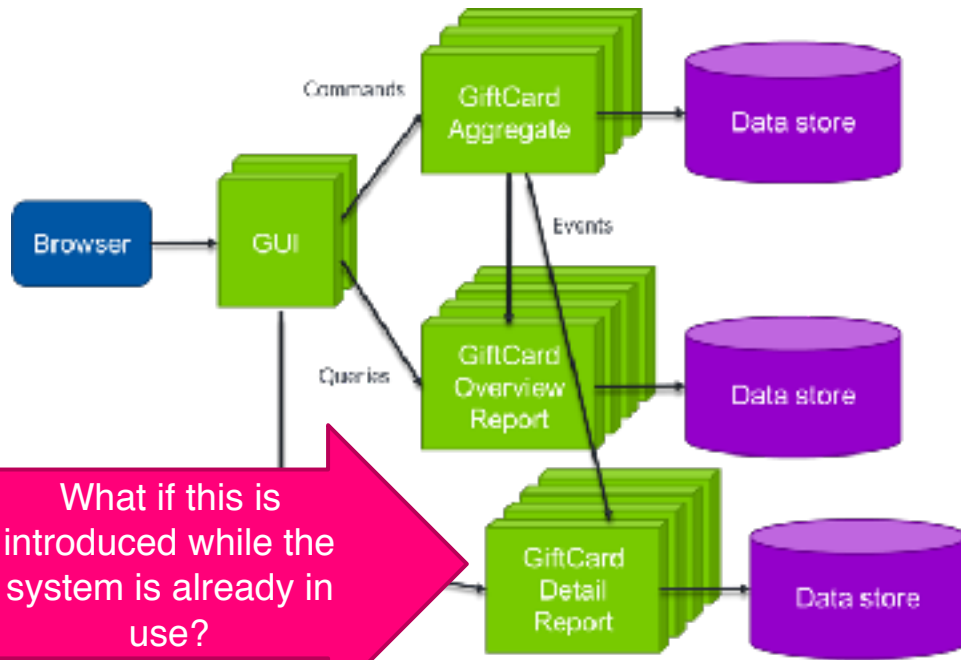 Commands
GiftCard
Aggregate
Data store
Browser
GUI
Events
Queries
GiftCard
Overview
Report
Data store
What if this is
introduced while the
system is already in
use?
GiftCard
Detail
Report
Data store